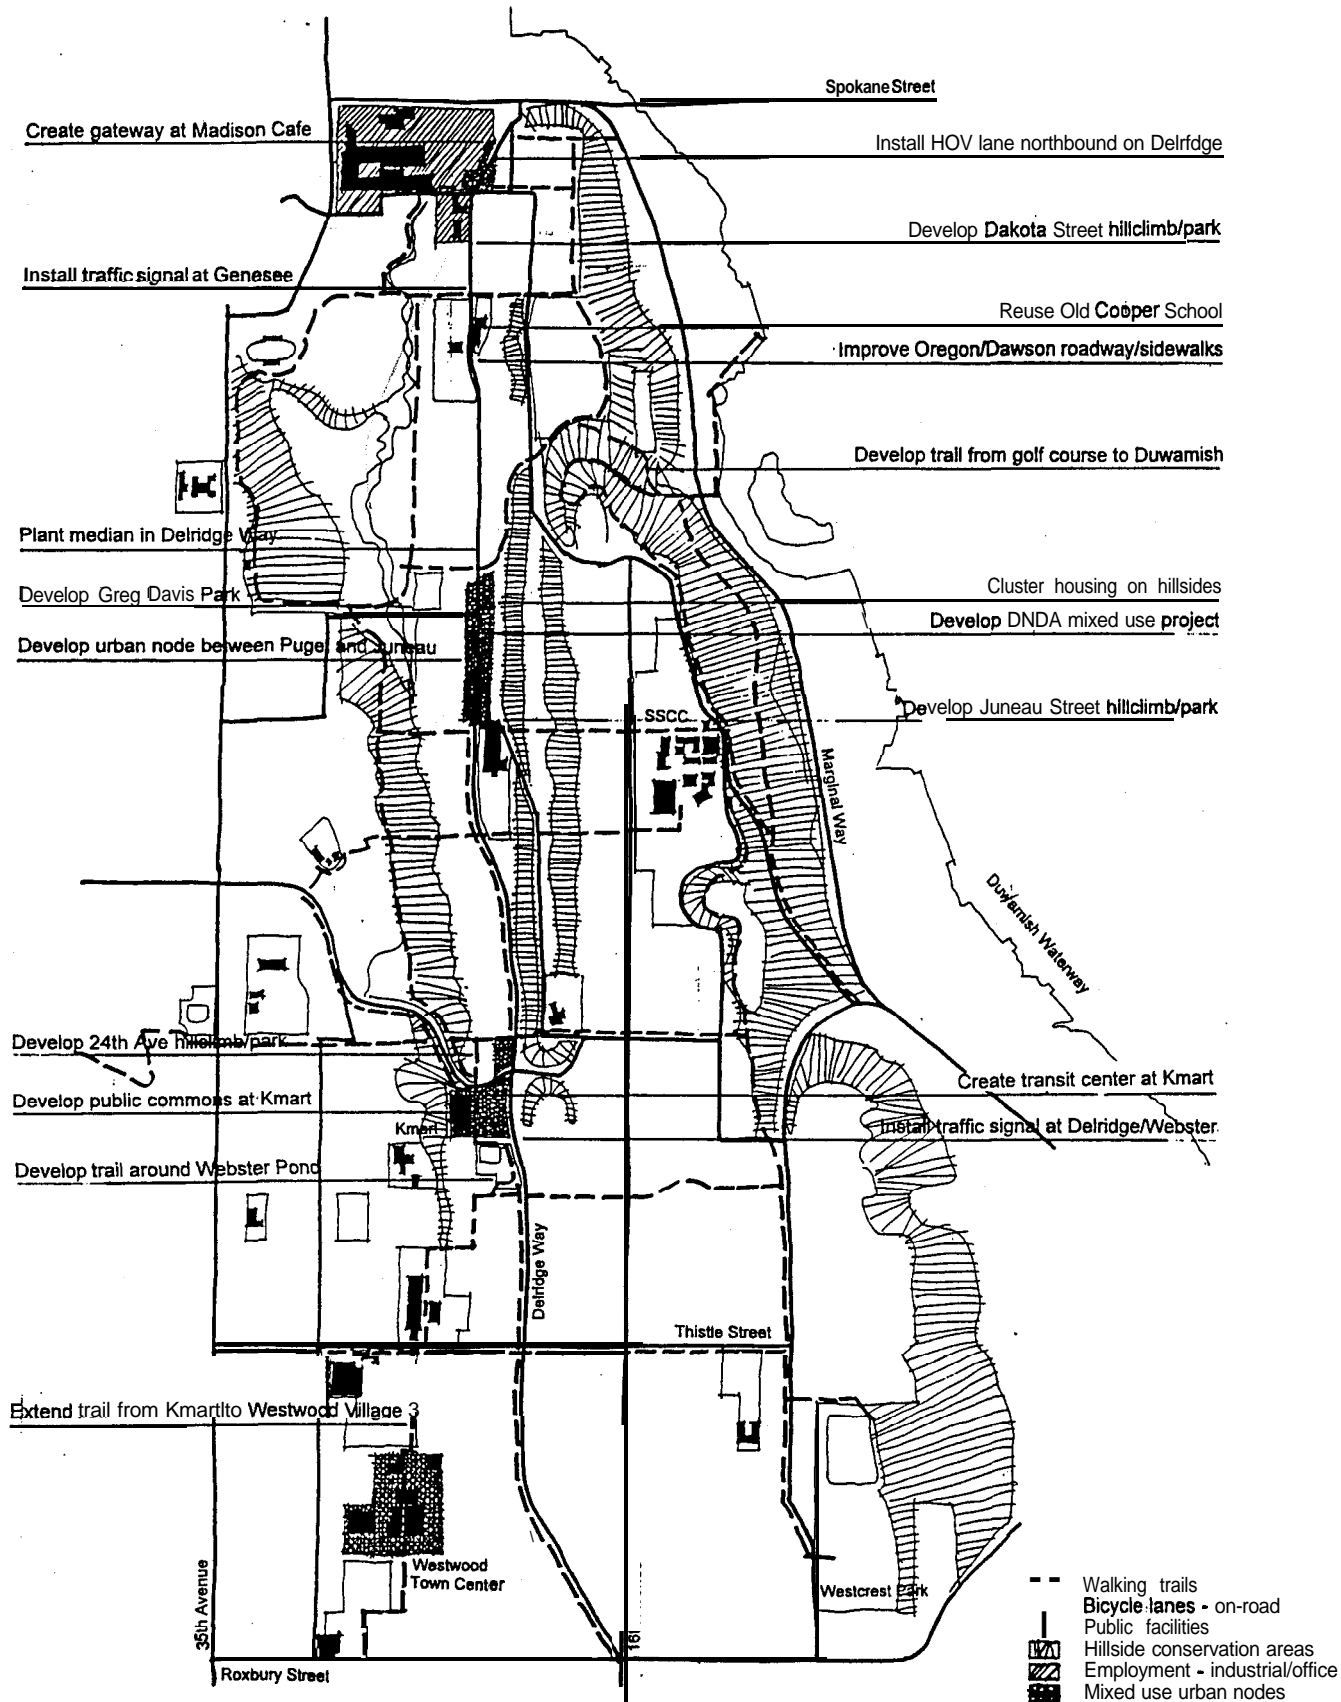 Spokane Street
Create gateway at Madison Cafe
Install HOV lane northbound on Delrfdge
Develop Dakota Street hillclimb/park
Install traffic signal at Genesee
Reuse Old Cooper School
Improve Oregon/Dawson roadway/sidewalks
Develop trail from golf course to Duwamish
Plant median in Delridge Way
Cluster housing on hillsides
Develop Greg Davis Park
Develop DNDA mixed use project
Develop urban node between Puget and Juneau
Develop Juneau Street hillclimb/park
SSCC
Marginal Way
Duwamish Waterway
Develop 24th Ave hillclimb/park
Create transit center at Kmart
Develop public commons at Kmart
Kmart
Install traffic signal at Delridge/Webster
Develop trail around Webster Pond
Delridge Way
Thistle Street
Extend trail from Kmartlto Westwood Village 3
Westwood
Town Center
35th Avenue
16l
Westcrest Park
Roxbury Street
Walking trails
Bicycle lanes - on-road
Public facilities
Hillside conservation areas
Employment - industrial/office
Mixed use urban nodes